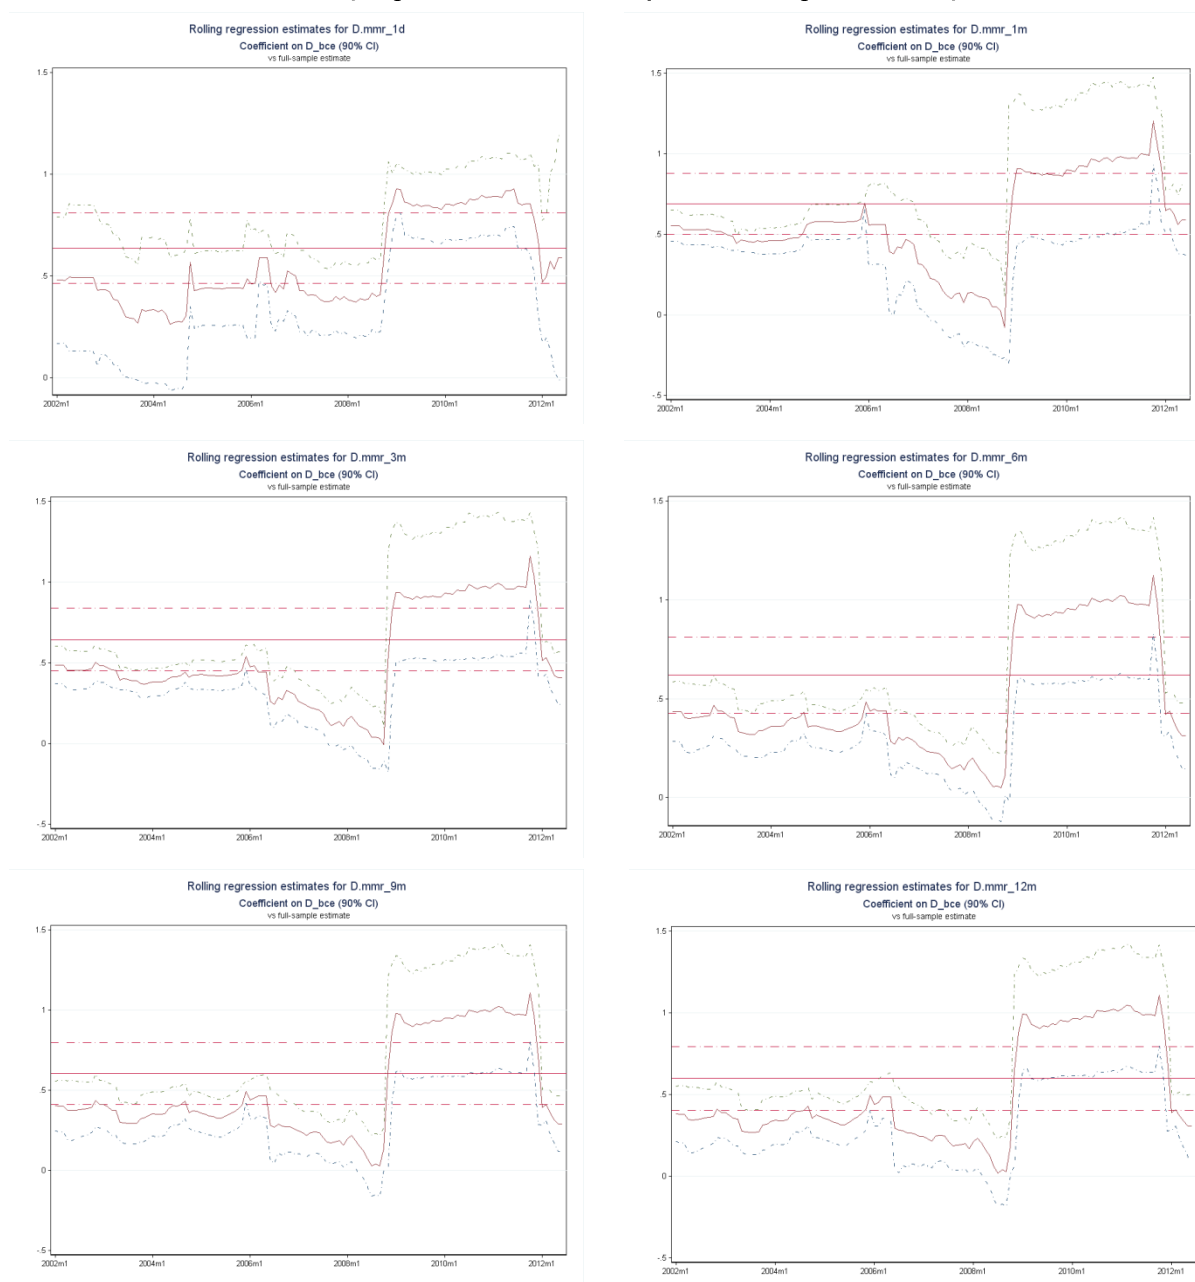 Rolling regression estimates for D.mmr_1d
Coefficient on D_bce (90% CI)
vs full-sample estimate
1.5
1
.5
0
2002m1 2004m1 2006m1 2008m1 2010m1 2012m1
Rolling regression estimates for D.mmr_1m
Coefficient on D_bce (90% CI)
vs full-sample estimate
1.5
1
.5
0
-.5
2002m1 2004m1 2006m1 2008m1 2010m1 2012m1
Rolling regression estimates for D.mmr_3m
Coefficient on D_bce (90% CI)
vs full-sample estimate
1.5
1
.5
0
-.5
2002m1 2004m1 2006m1 2008m1 2010m1 2012m1
Rolling regression estimates for D.mmr_6m
Coefficient on D_bce (90% CI)
vs full-sample estimate
1.5
1
.5
0
2002m1 2004m1 2006m1 2008m1 2010m1 2012m1
Rolling regression estimates for D.mmr_9m
Coefficient on D_bce (90% CI)
vs full-sample estimate
1.5
1
.5
0
-.5
2002m1 2004m1 2006m1 2008m1 2010m1 2012m1
Rolling regression estimates for D.mmr_12m
Coefficient on D_bce (90% CI)
vs full-sample estimate
1.5
1
.5
0
-.5
2002m1 2004m1 2006m1 2008m1 2010m1 2012m1